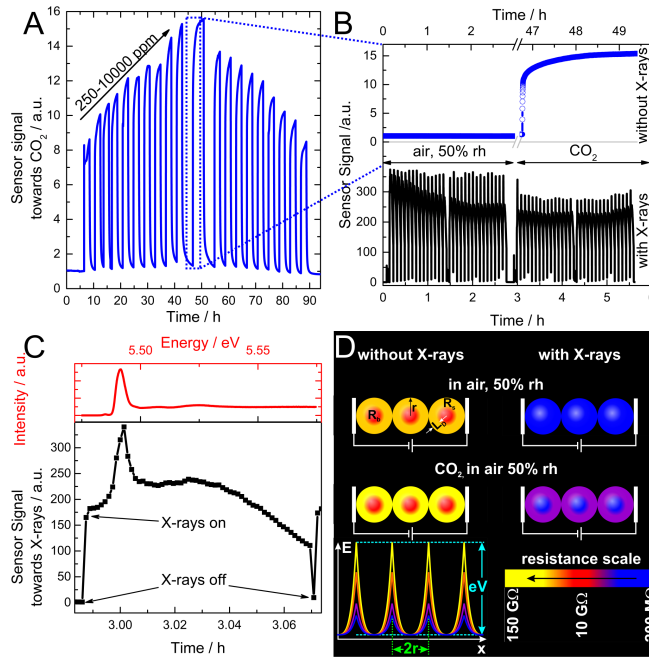 A
Sensor signal
towards CO2 / a.u.
16
14
12
10
8
6
4
2
0
250-10000 ppm
0 10 20 30 40 50 60 70 80 90
Time / h
B
Time / h
0 1 2 47 48 49
Sensor Signal /a.u.
15
10
5
0
without X-rays
air, 50% rh
CO2
300
200
100
0
with X-rays
0 1 2 3 4 5
Time / h
C
Energy / eV
5.50 5.55
Intensity / a.u.
Sensor Signal
towards X-rays / a.u.
300
250
200
150
100
50
0
X-rays on
X-rays off
3.00 3.02 3.04 3.06
Time / h
D
without X-rays with X-rays
in air, 50% rh
Rb r Rs
LD
CO2, in air 50% rh
E
eV
x
2r
resistance scale
150 GΩ
10 GΩ